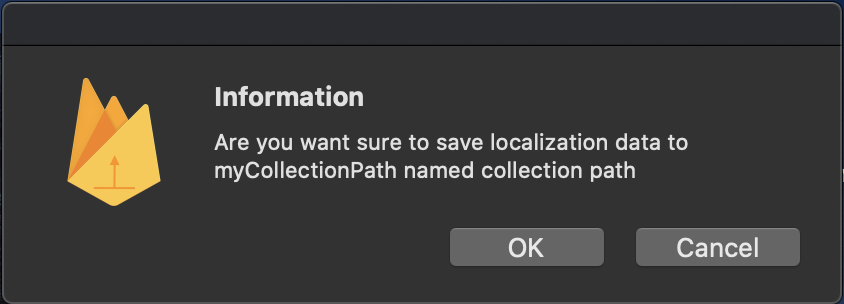 Information
Are you want sure to save localization data to
myCollectionPath named collection path
OK
Cancel